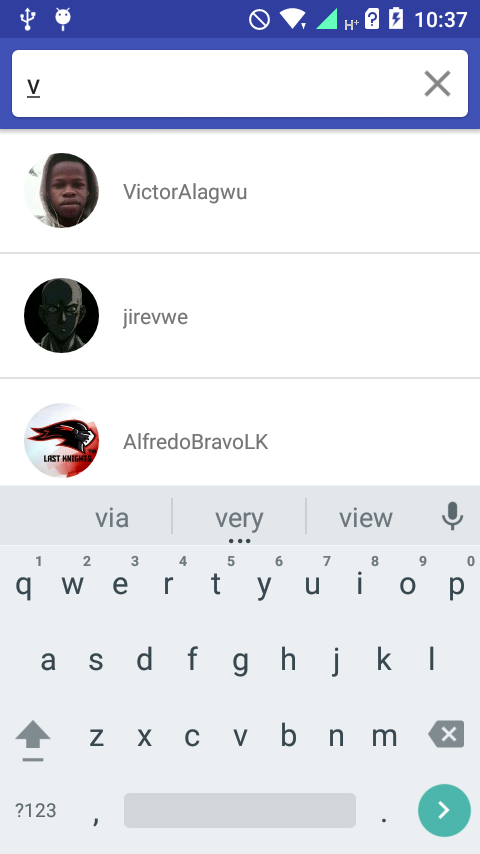 H+ 10:37
v
VictorAlagwu
jirevwe
LAST KNIGHTS AlfredoBravoLK
via very view
1 2 3 4 5 6 7 8 9 0
q w e r t y u i o p
a s d f g h j k l
z x c v b n m
?123 , .